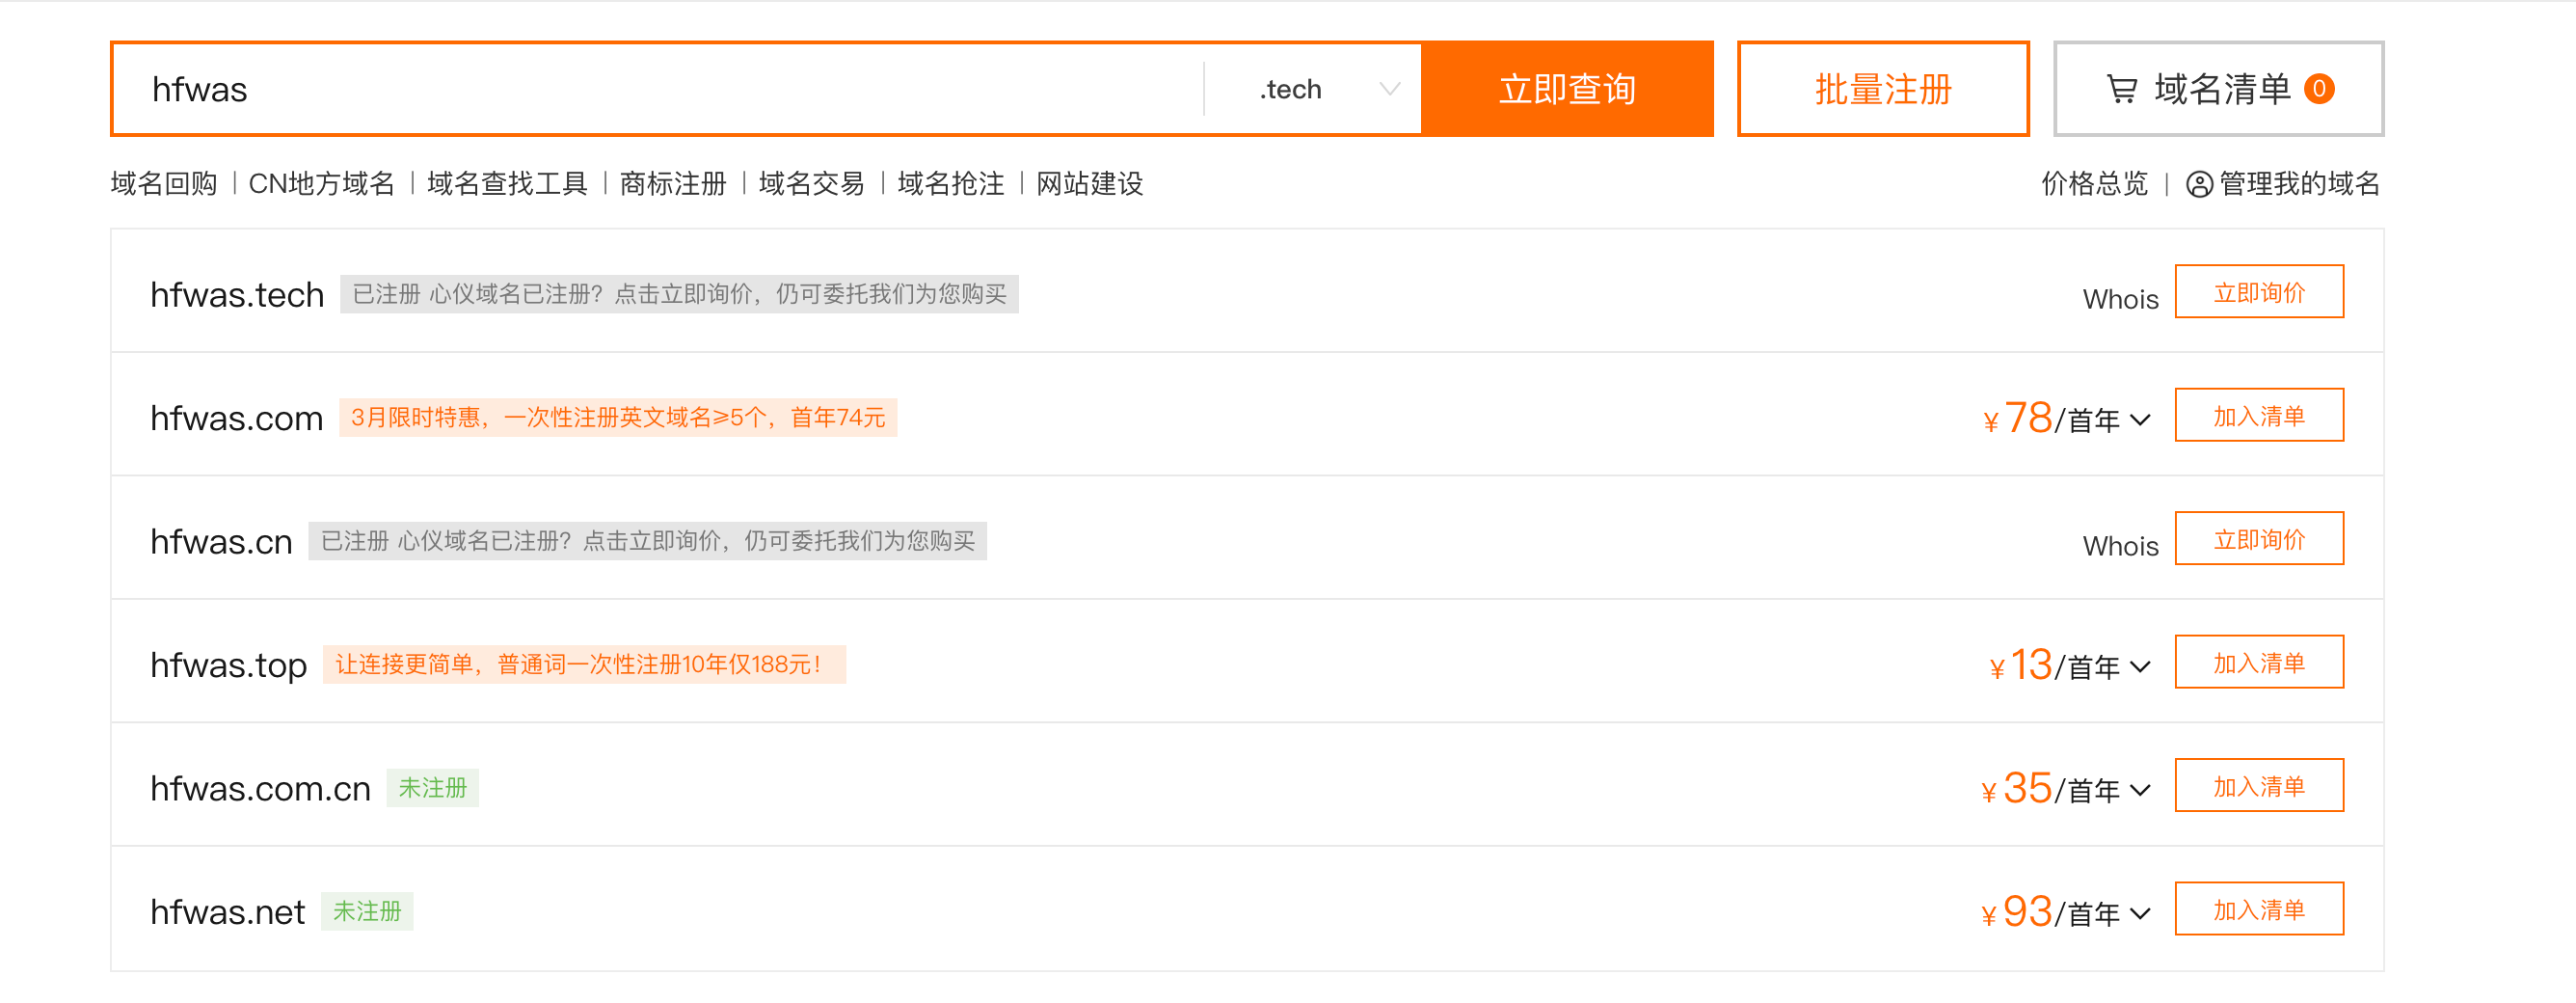 hfwas .tech 立即查询 批量注册 域名清单 0
域名回购 | CN地方域名 | 域名查找工具 | 商标注册 | 域名交易 | 域名抢注 | 网站建设 价格总览 | 管理我的域名
hfwas.tech 已注册 心仪域名已注册？点击立即询价，仍可委托我们为您购买 Whois 立即询价
hfwas.com 3月限时特惠，一次性注册英文域名≥5个，首年74元 ¥ 78/首年 加入清单
hfwas.cn 已注册 心仪域名已注册？点击立即询价，仍可委托我们为您购买 Whois 立即询价
hfwas.top 让连接更简单，普通词一次性注册10年仅188元！ ¥ 13/首年 加入清单
hfwas.com.cn 未注册 ¥ 35/首年 加入清单
hfwas.net 未注册 ¥ 93/首年 加入清单